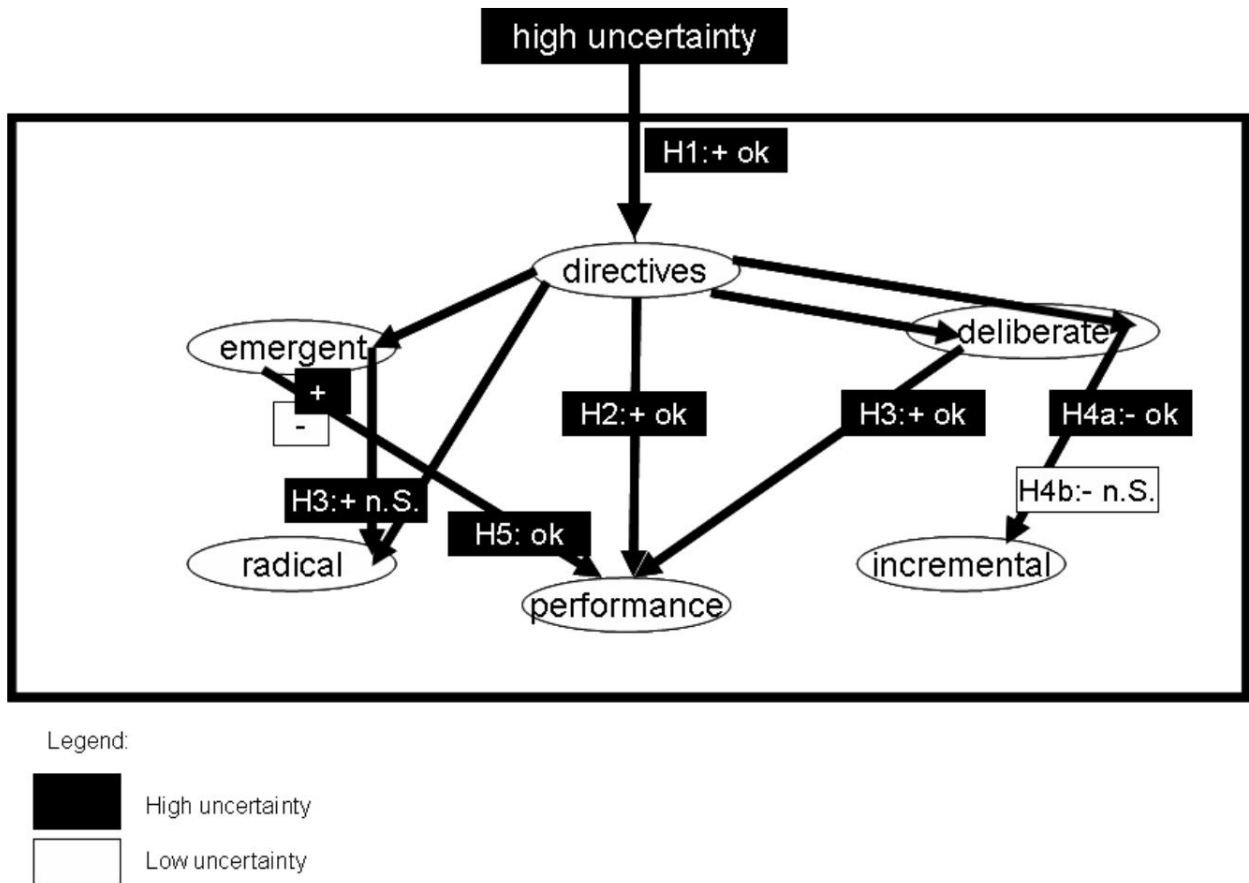 high uncertainty
H1:+ ok
directives
emergent
deliberate
+
-
H2:+ ok
H3:+ ok
H4a:- ok
H3:+ n.S.
H4b:- n.S.
H5: ok
radical
incremental
performance
Legend:
High uncertainty
Low uncertainty